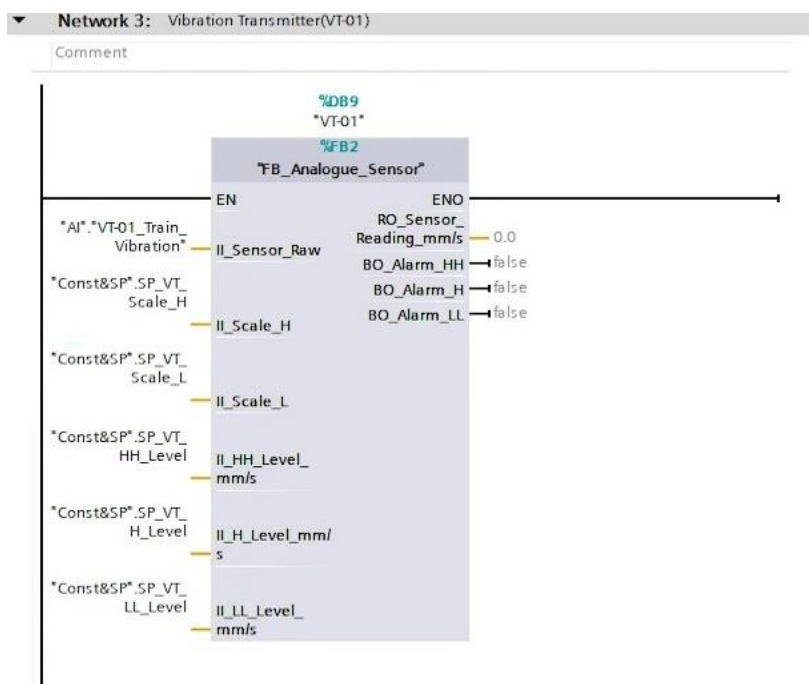 Network 3: Vibration Transmitter(VT-01)
Comment
%DB9
"VT-01"
%FB2
"FB_Analogue_Sensor"
EN ENO
"AI"."VT-01_Train_
Vibration"
II_Sensor_Raw
RO_Sensor_
Reading_mm/s 0.0
BO_Alarm_HH false
BO_Alarm_H false
BO_Alarm_LL false
"Const&SP".SP_VT_
Scale_H
II_Scale_H
"Const&SP".SP_VT_
Scale_L
II_Scale_L
"Const&SP".SP_VT_
HH_Level
II_HH_Level_
mm/s
"Const&SP".SP_VT_
H_Level
II_H_Level_mm/
s
"Const&SP".SP_VT_
LL_Level
II_LL_Level_
mm/s